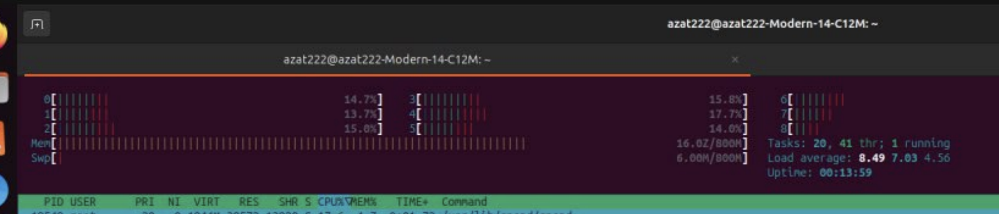 azat222@azat222-Modern-14-C12M: ~
azat222@azat222-Modern-14-C12M: ~ ×
0[||||||||| 14.7%] 3[||||||||| 15.8%] 6[||||||||
1[|||||||| 13.7%] 4[|||||||||| 17.7%] 7[||||||
2[||||||||| 15.0%] 5[|||||||| 14.0%] 8[||||
Mem[|||||||||||||||||||||||||||||||||||||||||||||||||||||||||||||||||||||| 16.0Z/800M] Tasks: 20, 41 thr; 1 running
Swp[| 6.00M/800M] Load average: 8.49 7.03 4.56
Uptime: 00:13:59
PID USER PRI NI VIRT RES SHR S CPU%▽MEM% TIME+ Command